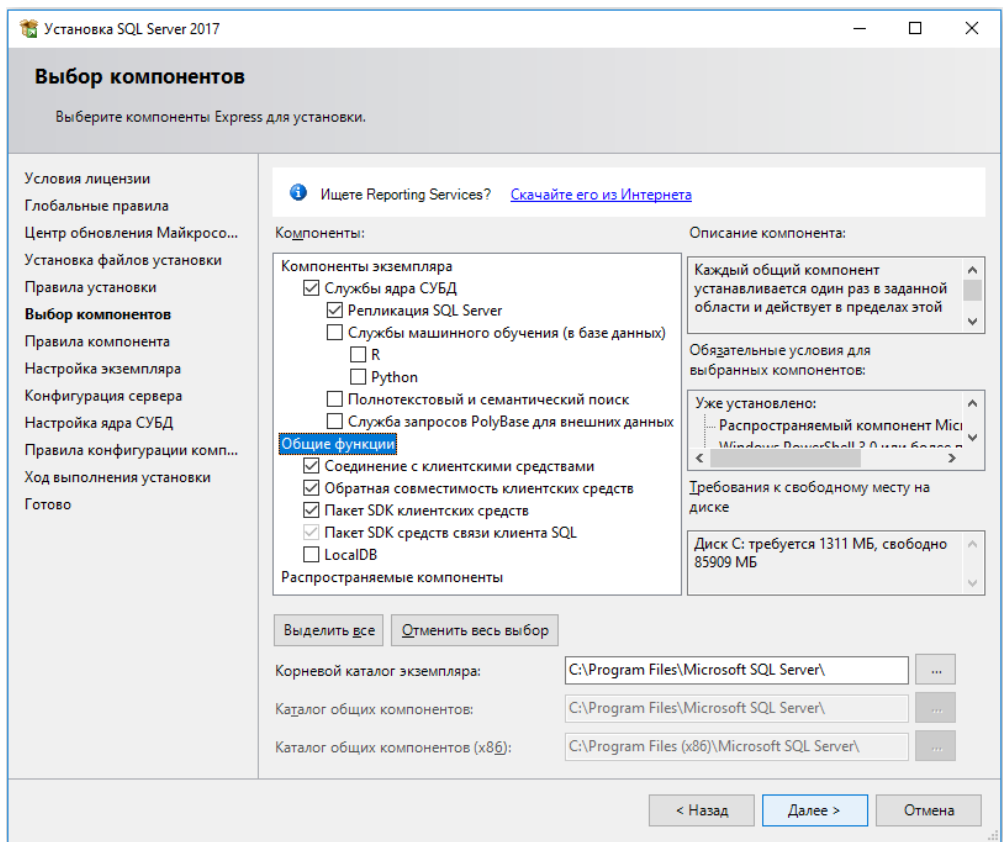 Установка SQL Server 2017
Выбор компонентов
Выберите компоненты Express для установки.
Условия лицензии
Глобальные правила
Центр обновления Майкросо...
Установка файлов установки
Правила установки
Выбор компонентов
Правила компонента
Настройка экземпляра
Конфигурация сервера
Настройка ядра СУБД
Правила конфигурации комп...
Ход выполнения установки
Готово
Ищете Reporting Services? Скачайте его из Интернета
Компоненты:
Компоненты экземпляра
Службы ядра СУБД
Репликация SQL Server
Службы машинного обучения (в базе данных)
R
Python
Полнотекстовый и семантический поиск
Служба запросов PolyBase для внешних данных
Общие функции
Соединение с клиентскими средствами
Обратная совместимость клиентских средств
Пакет SDK клиентских средств
Пакет SDK средств связи клиента SQL
LocalDB
Распространяемые компоненты
Описание компонента:
Каждый общий компонент
устанавливается один раз в заданной
области и действует в пределах этой
Обязательные условия для
выбранных компонентов:
Уже установлено:
Распространяемый компонент Micı
Windows PowerShell 3.0 или более п
Требования к свободному месту на
диске
Диск C: требуется 1311 МБ, свободно
85909 МБ
Выделить все
Отменить весь выбор
Корневой каталог экземпляра:
C:\Program Files\Microsoft SQL Server\
...
Каталог общих компонентов:
C:\Program Files\Microsoft SQL Server\
...
Каталог общих компонентов (x86):
C:\Program Files (x86)\Microsoft SQL Server\
...
< Назад
Далее >
Отмена